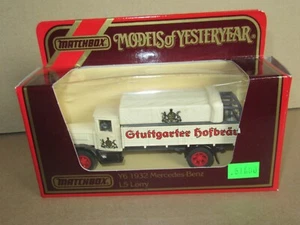 MATCHBOX
MODELS of YESTERYEAR
Stuttgarter Hofbräu
MATCHBOX
Y6 1932 Mercedes-Benz
L5 Lorry